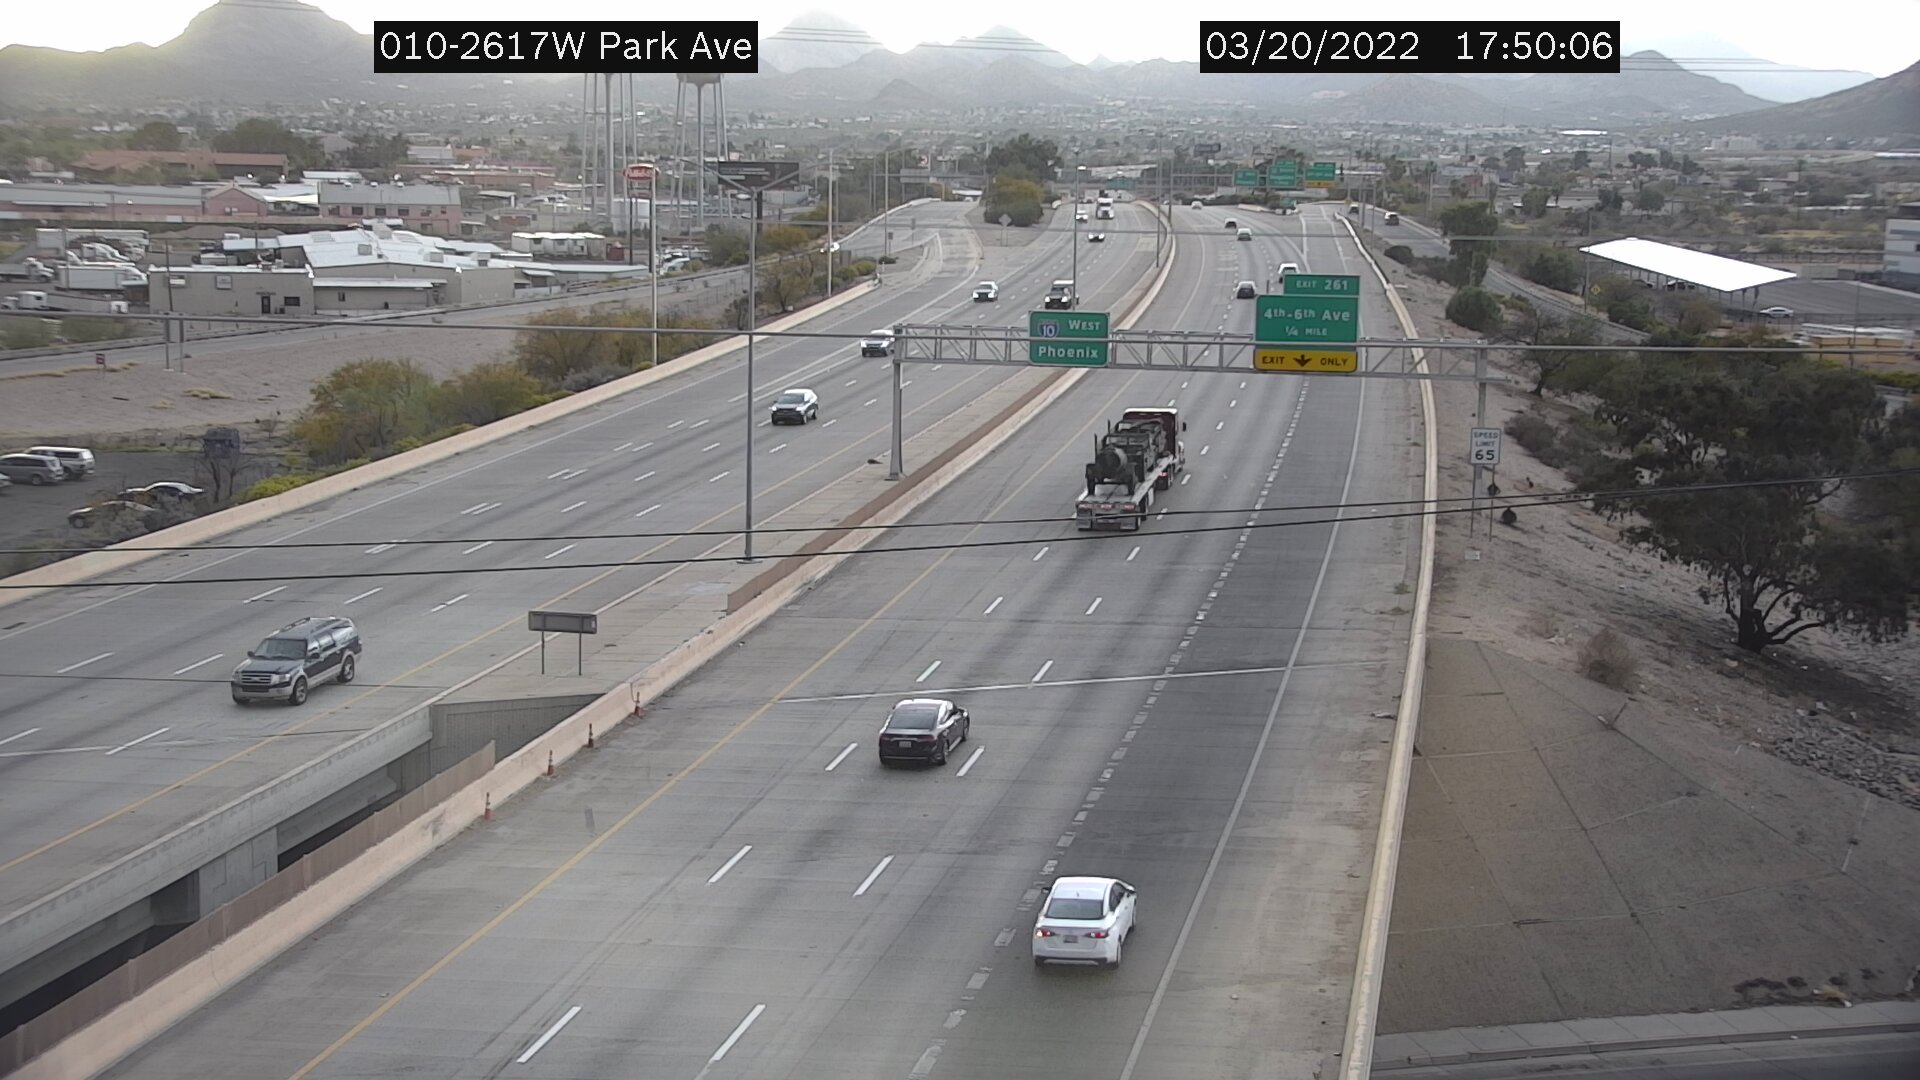 010-2617W Park Ave
03/20/2022 17:50:06
EXIT 261
4th-6th Ave
1/4 MILE
EXIT ONLY
10 WEST
Phoenix
SPEED
LIMIT
65